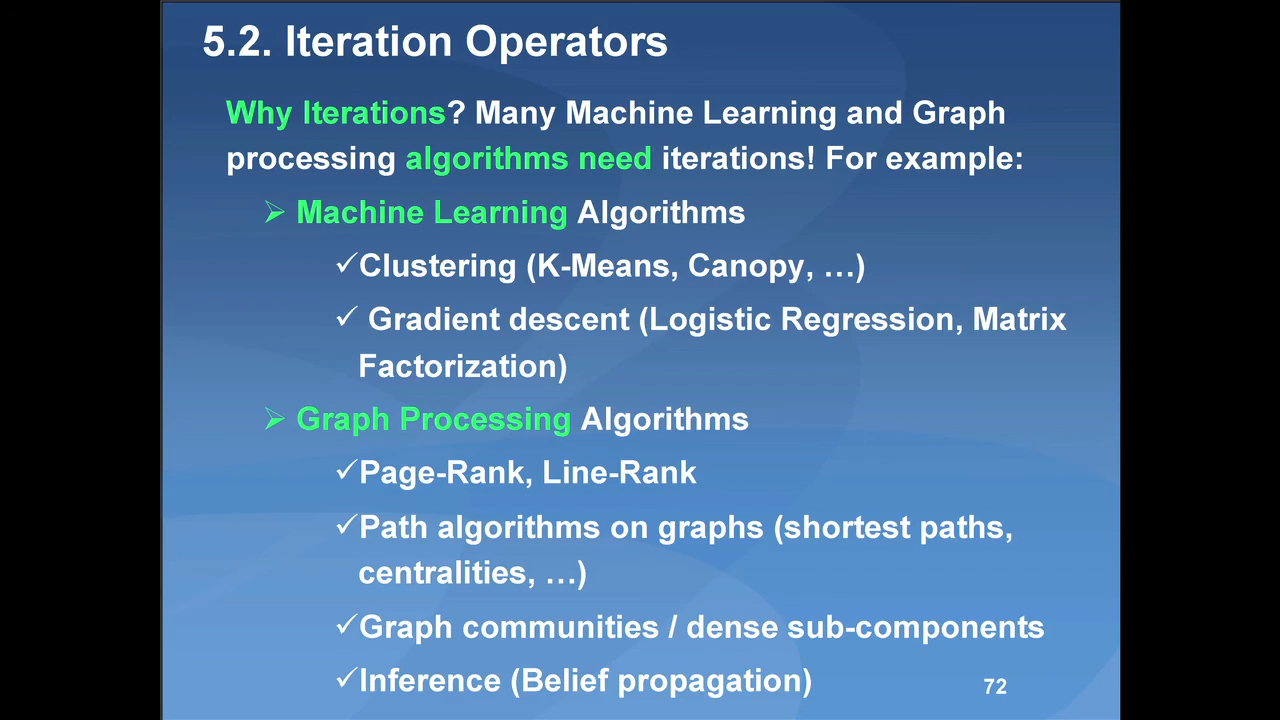 5.2. Iteration Operators
Why Iterations? Many Machine Learning and Graph
processing algorithms need iterations! For example:
➢ Machine Learning Algorithms
✓Clustering (K-Means, Canopy, …)
✓ Gradient descent (Logistic Regression, Matrix
Factorization)
➢ Graph Processing Algorithms
✓Page-Rank, Line-Rank
✓Path algorithms on graphs (shortest paths,
centralities, …)
✓Graph communities / dense sub-components
✓Inference (Belief propagation)
72